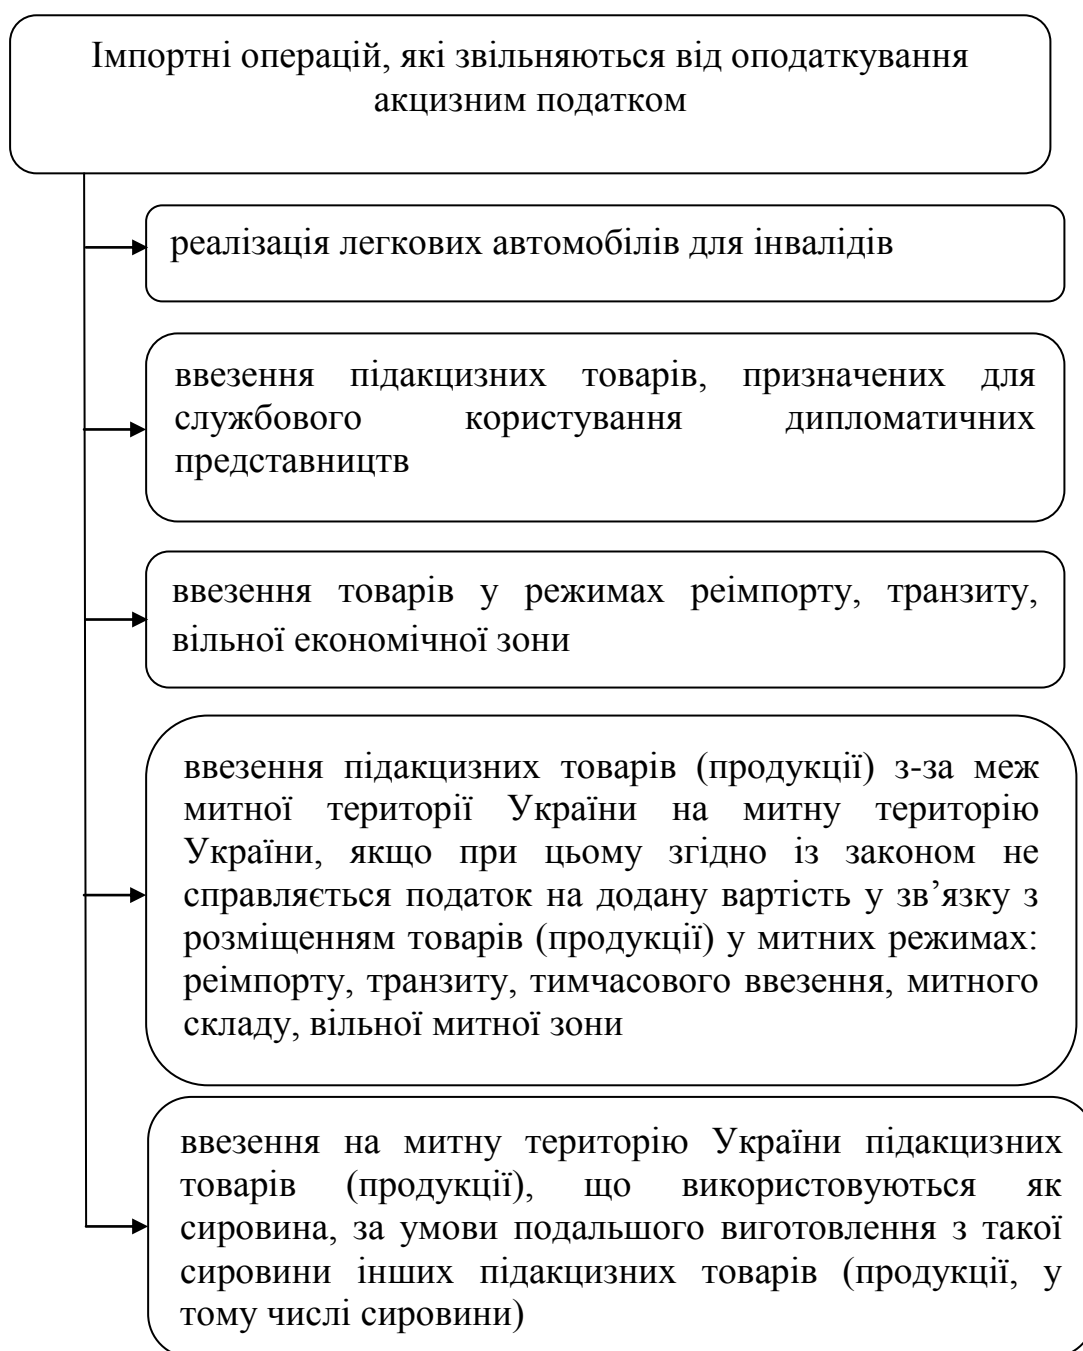 Імпортні операцій, які звільняються від оподаткування
акцизним податком
реалізація легкових автомобілів для інвалідів
ввезення підакцизних товарів, призначених для
службового користування дипломатичних
представництв
ввезення товарів у режимах реімпорту, транзиту,
вільної економічної зони
ввезення підакцизних товарів (продукції) з-за меж
митної території України на митну територію
України, якщо при цьому згідно із законом не
справляється податок на додану вартість у зв’язку з
розміщенням товарів (продукції) у митних режимах:
реімпорту, транзиту, тимчасового ввезення, митного
складу, вільної митної зони
ввезення на митну територію України підакцизних
товарів (продукції), що використовуються як
сировина, за умови подальшого виготовлення з такої
сировини інших підакцизних товарів (продукції, у
тому числі сировини)